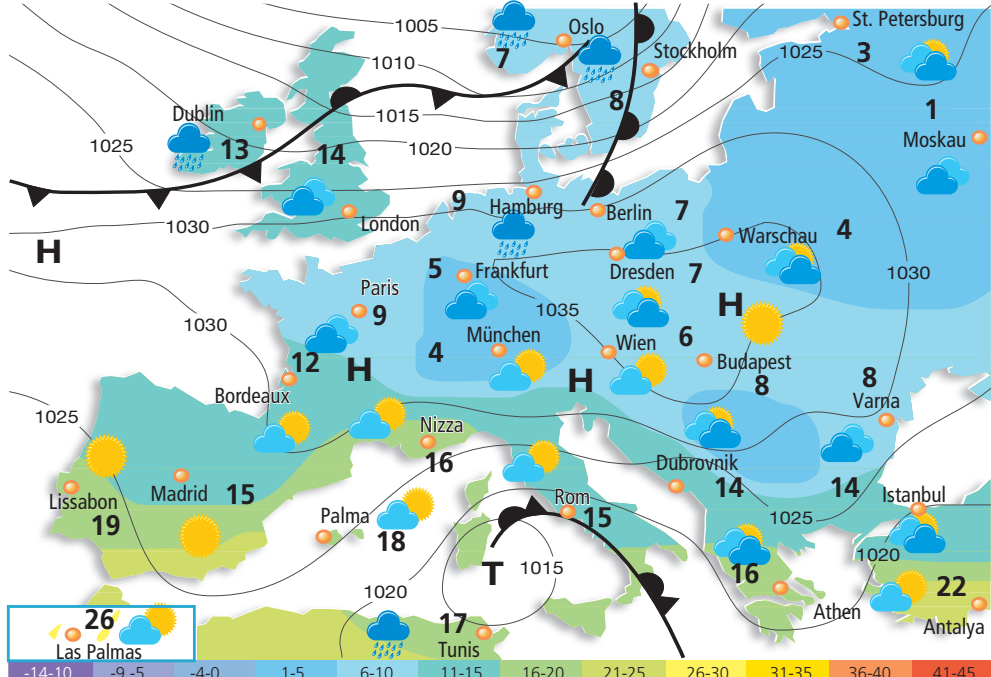 1005
Oslo
St. Petersburg
7
1010
Stockholm
1025
3
8
1
Dublin
1015
1025
13
14
1020
Moskau
9
Hamburg
Berlin
7
4
London
1030
Warschau
H
5
Frankfurt
Dresden
7
1030
Paris
1035
H
9
1030
München
Wien
6
4
Budapest
12
H
H
8
8
Bordeaux
Varna
1025
Nizza
16
Dubrovnik
Madrid
15
14
14
Lissabon
Istanbul
19
Palma
Rom
15
1025
18
1020
T
1015
16
22
1020
26
17
Athen
Antalya
Las Palmas
Tunis
-14-10 -9 -5 -4-0 1-5 6-10 11-15 16-20 21-25 26-30 31-35 36-40 41-45